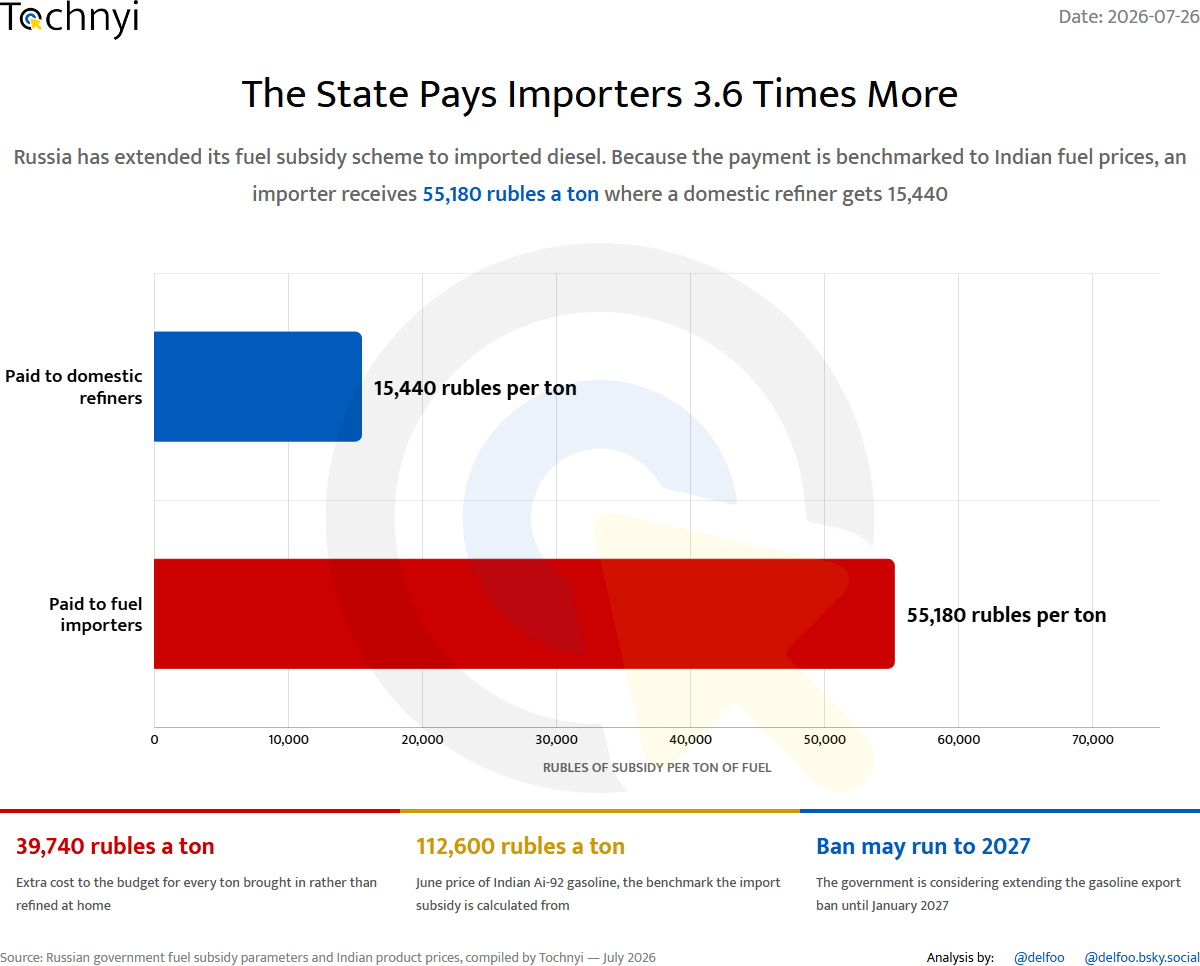 Tochnyi
Date: 2026-07-26
The State Pays Importers 3.6 Times More
Russia has extended its fuel subsidy scheme to imported diesel. Because the payment is benchmarked to Indian fuel prices, an
importer receives 55,180 rubles a ton where a domestic refiner gets 15,440
Paid to domestic
refiners
15,440 rubles per ton
Paid to fuel
importers
55,180 rubles per ton
0 10,000 20,000 30,000 40,000 50,000 60,000 70,000
RUBLES OF SUBSIDY PER TON OF FUEL
39,740 rubles a ton
Extra cost to the budget for every ton brought in rather than
refined at home
112,600 rubles a ton
June price of Indian Ai-92 gasoline, the benchmark the import
subsidy is calculated from
Ban may run to 2027
The government is considering extending the gasoline export
ban until January 2027
Source: Russian government fuel subsidy parameters and Indian product prices, compiled by Tochnyi — July 2026
Analysis by: @delfoo @delfoo.bsky.social